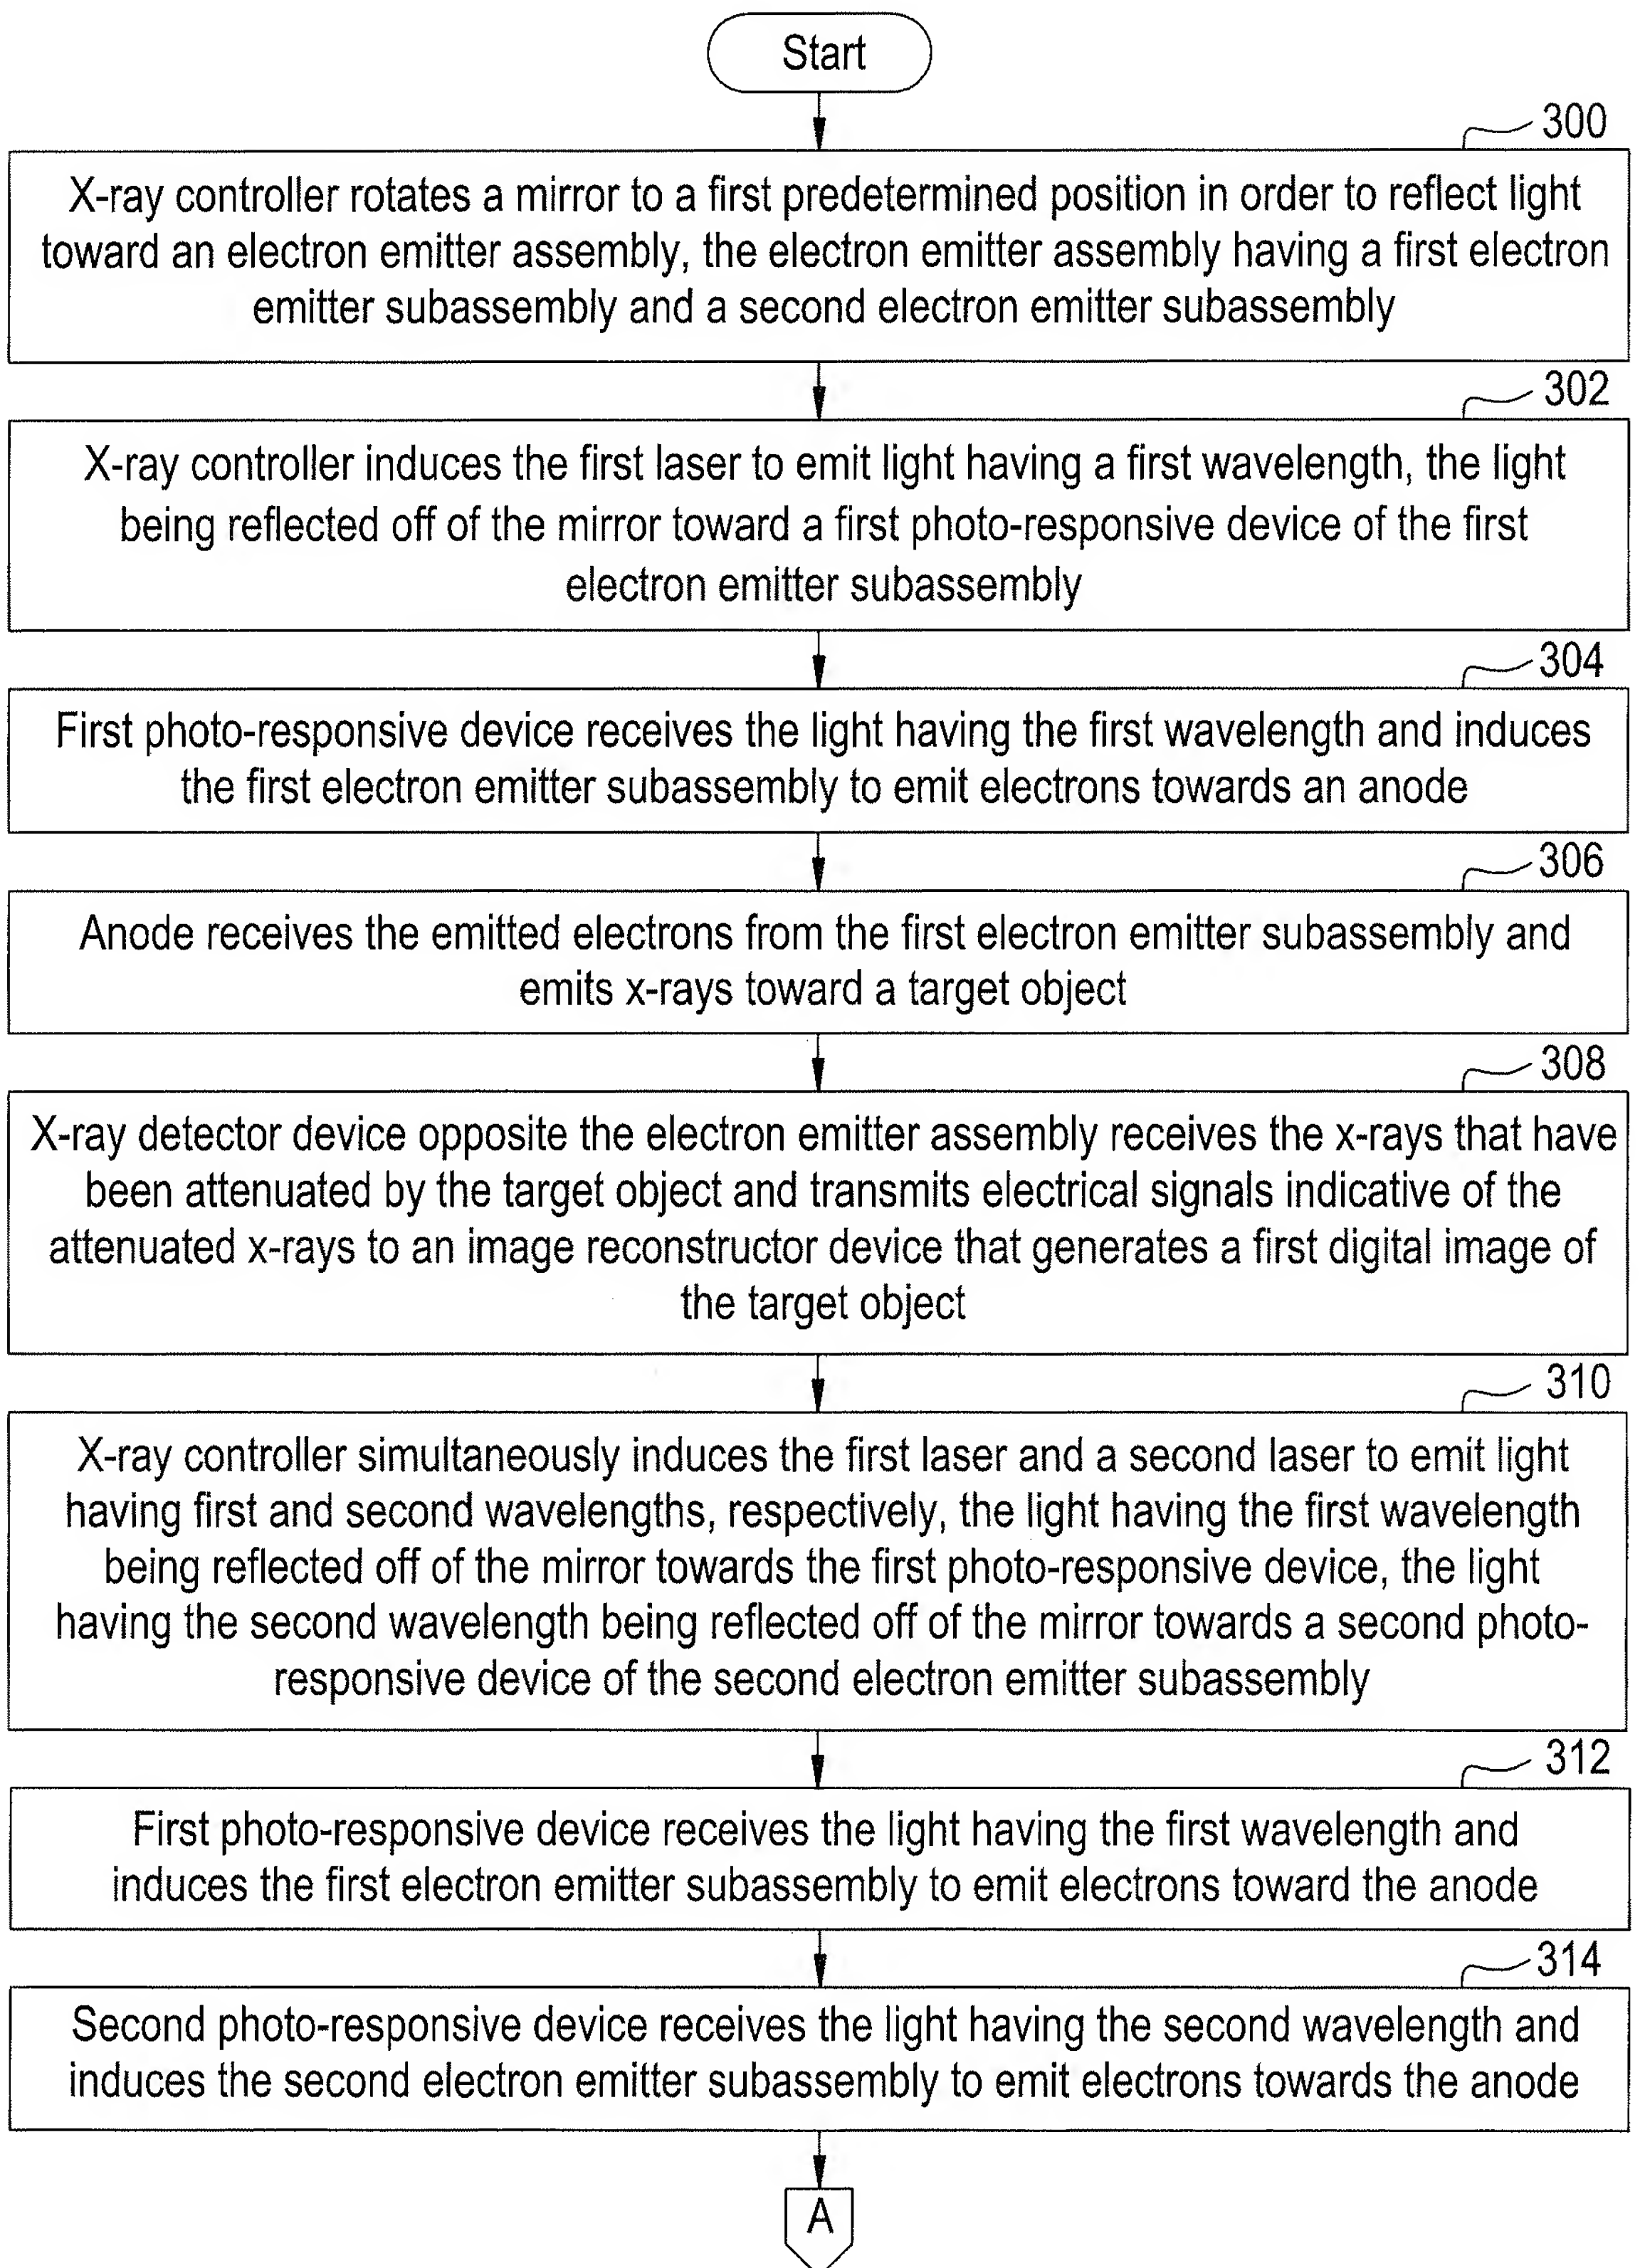 Start
300
X-ray controller rotates a mirror to a first predetermined position in order to reflect light
toward an electron emitter assembly, the electron emitter assembly having a first electron
emitter subassembly and a second electron emitter subassembly
302
X-ray controller induces the first laser to emit light having a first wavelength, the light
being reflected off of the mirror toward a first photo-responsive device of the first
electron emitter subassembly
304
First photo-responsive device receives the light having the first wavelength and induces
the first electron emitter subassembly to emit electrons towards an anode
306
Anode receives the emitted electrons from the first electron emitter subassembly and
emits x-rays toward a target object
308
X-ray detector device opposite the electron emitter assembly receives the x-rays that have
been attenuated by the target object and transmits electrical signals indicative of the
attenuated x-rays to an image reconstructor device that generates a first digital image of
the target object
310
X-ray controller simultaneously induces the first laser and a second laser to emit light
having first and second wavelengths, respectively, the light having the first wavelength
being reflected off of the mirror towards the first photo-responsive device, the light
having the second wavelength being reflected off of the mirror towards a second photo-
responsive device of the second electron emitter subassembly
312
First photo-responsive device receives the light having the first wavelength and
induces the first electron emitter subassembly to emit electrons toward the anode
314
Second photo-responsive device receives the light having the second wavelength and
induces the second electron emitter subassembly to emit electrons towards the anode
A